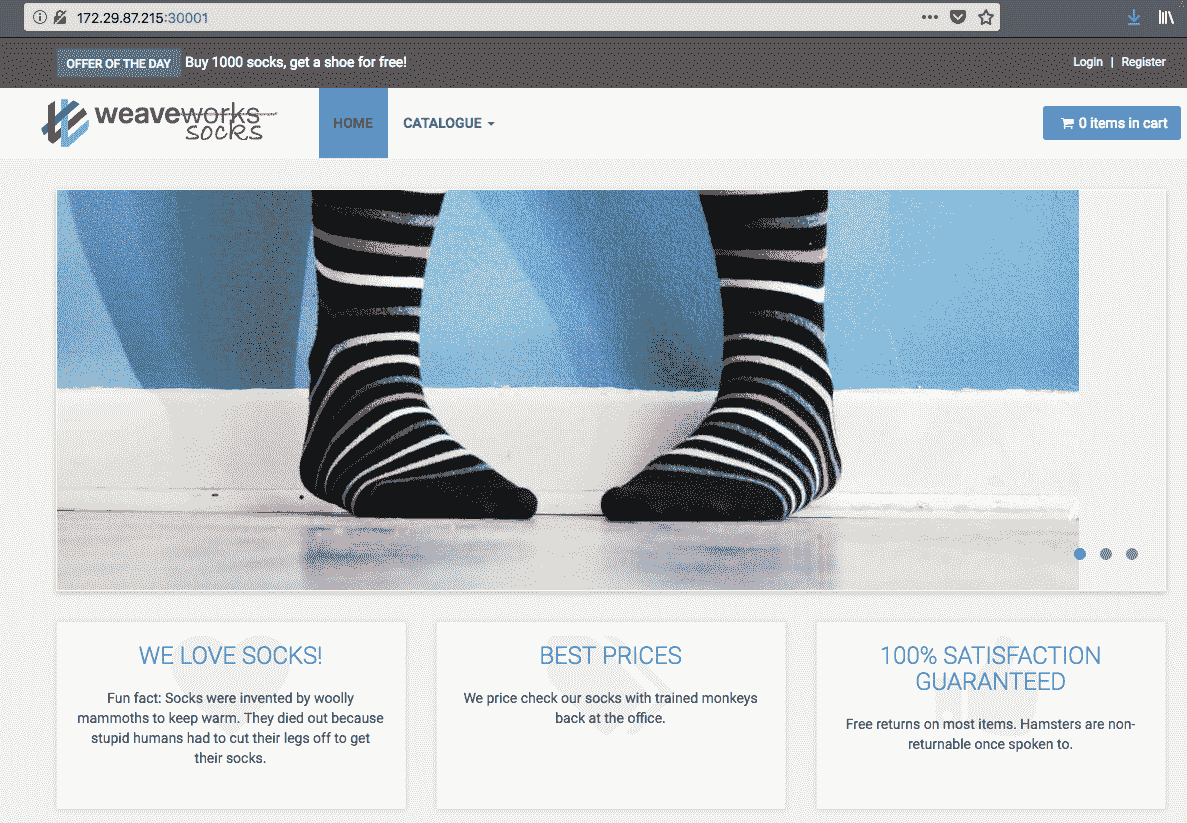 172.29.87.215:30001
OFFER OF THE DAY Buy 1000 socks, get a shoe for free!
Login | Register
weaveworks
socks
HOME
CATALOGUE
0 items in cart
WE LOVE SOCKS!
Fun fact: Socks were invented by woolly
mammoths to keep warm. They died out because
stupid humans had to cut their legs off to get
their socks.
BEST PRICES
We price check our socks with trained monkeys
back at the office.
100% SATISFACTION
GUARANTEED
Free returns on most items. Hamsters are non-
returnable once spoken to.